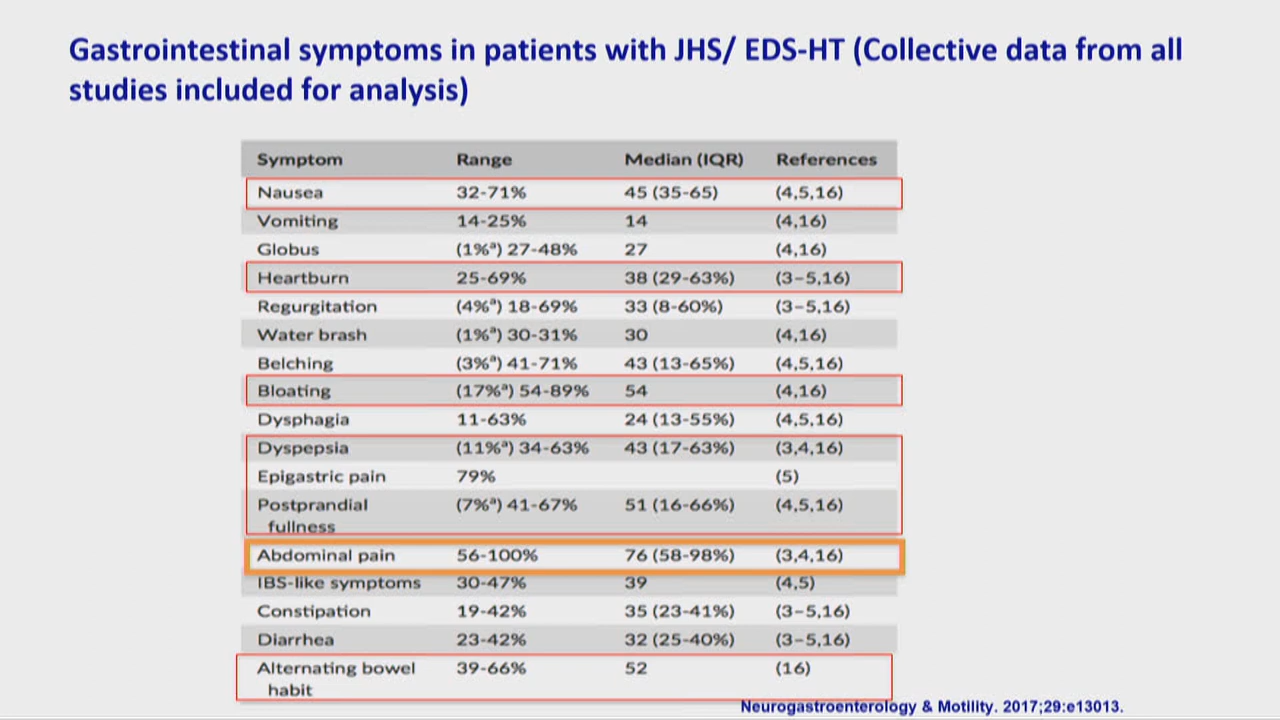 Gastrointestinal symptoms in patients with JHS/ EDS-HT (Collective data from all
studies included for analysis)
Symptom Range Median (IQR) References
Nausea 32-71% 45 (35-65) (4,5,16)
Vomiting 14-25% 14 (4,16)
Globus (1%ᵃ) 27-48% 27 (4,16)
Heartburn 25-69% 38 (29-63%) (3–5,16)
Regurgitation (4%ᵃ) 18-69% 33 (8-60%) (3–5,16)
Water brash (1%ᵃ) 30-31% 30 (4,16)
Belching (3%ᵃ) 41-71% 43 (13-65%) (4,5,16)
Bloating (17%ᵃ) 54-89% 54 (4,16)
Dysphagia 11-63% 24 (13-55%) (4,5,16)
Dyspepsia (11%ᵃ) 34-63% 43 (17-63%) (3,4,16)
Epigastric pain 79% (5)
Postprandial (7%ᵃ) 41-67% 51 (16-66%) (4,5,16)
fullness
Abdominal pain 56-100% 76 (58-98%) (3,4,16)
IBS-like symptoms 30-47% 39 (4,5)
Constipation 19-42% 35 (23-41%) (3–5,16)
Diarrhea 23-42% 32 (25-40%) (3–5,16)
Alternating bowel 39-66% 52 (16)
habit
Neurogastroenterology & Motility. 2017;29:e13013.